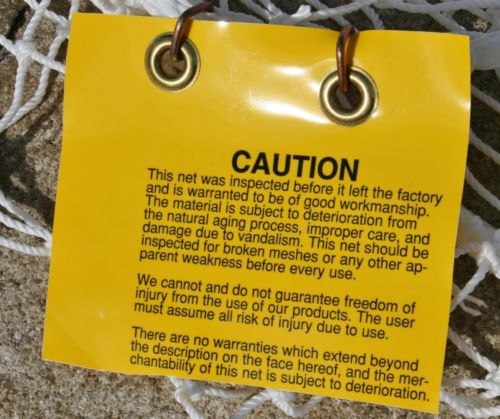 CAUTION
This net was inspected before it left the factory
and is warranted to be of good workmanship.
The material is subject to deterioration from
the natural aging process, improper care, and
damage due to vandalism. This net should be
inspected for broken meshes or any other ap-
parent weakness before every use.
We cannot and do not guarantee freedom of
injury from the use of our products. The user
must assume all risk of injury due to use.
There are no warranties which extend beyond
the description on the face hereof, and the mer-
chantability of this net is subject to deterioration.